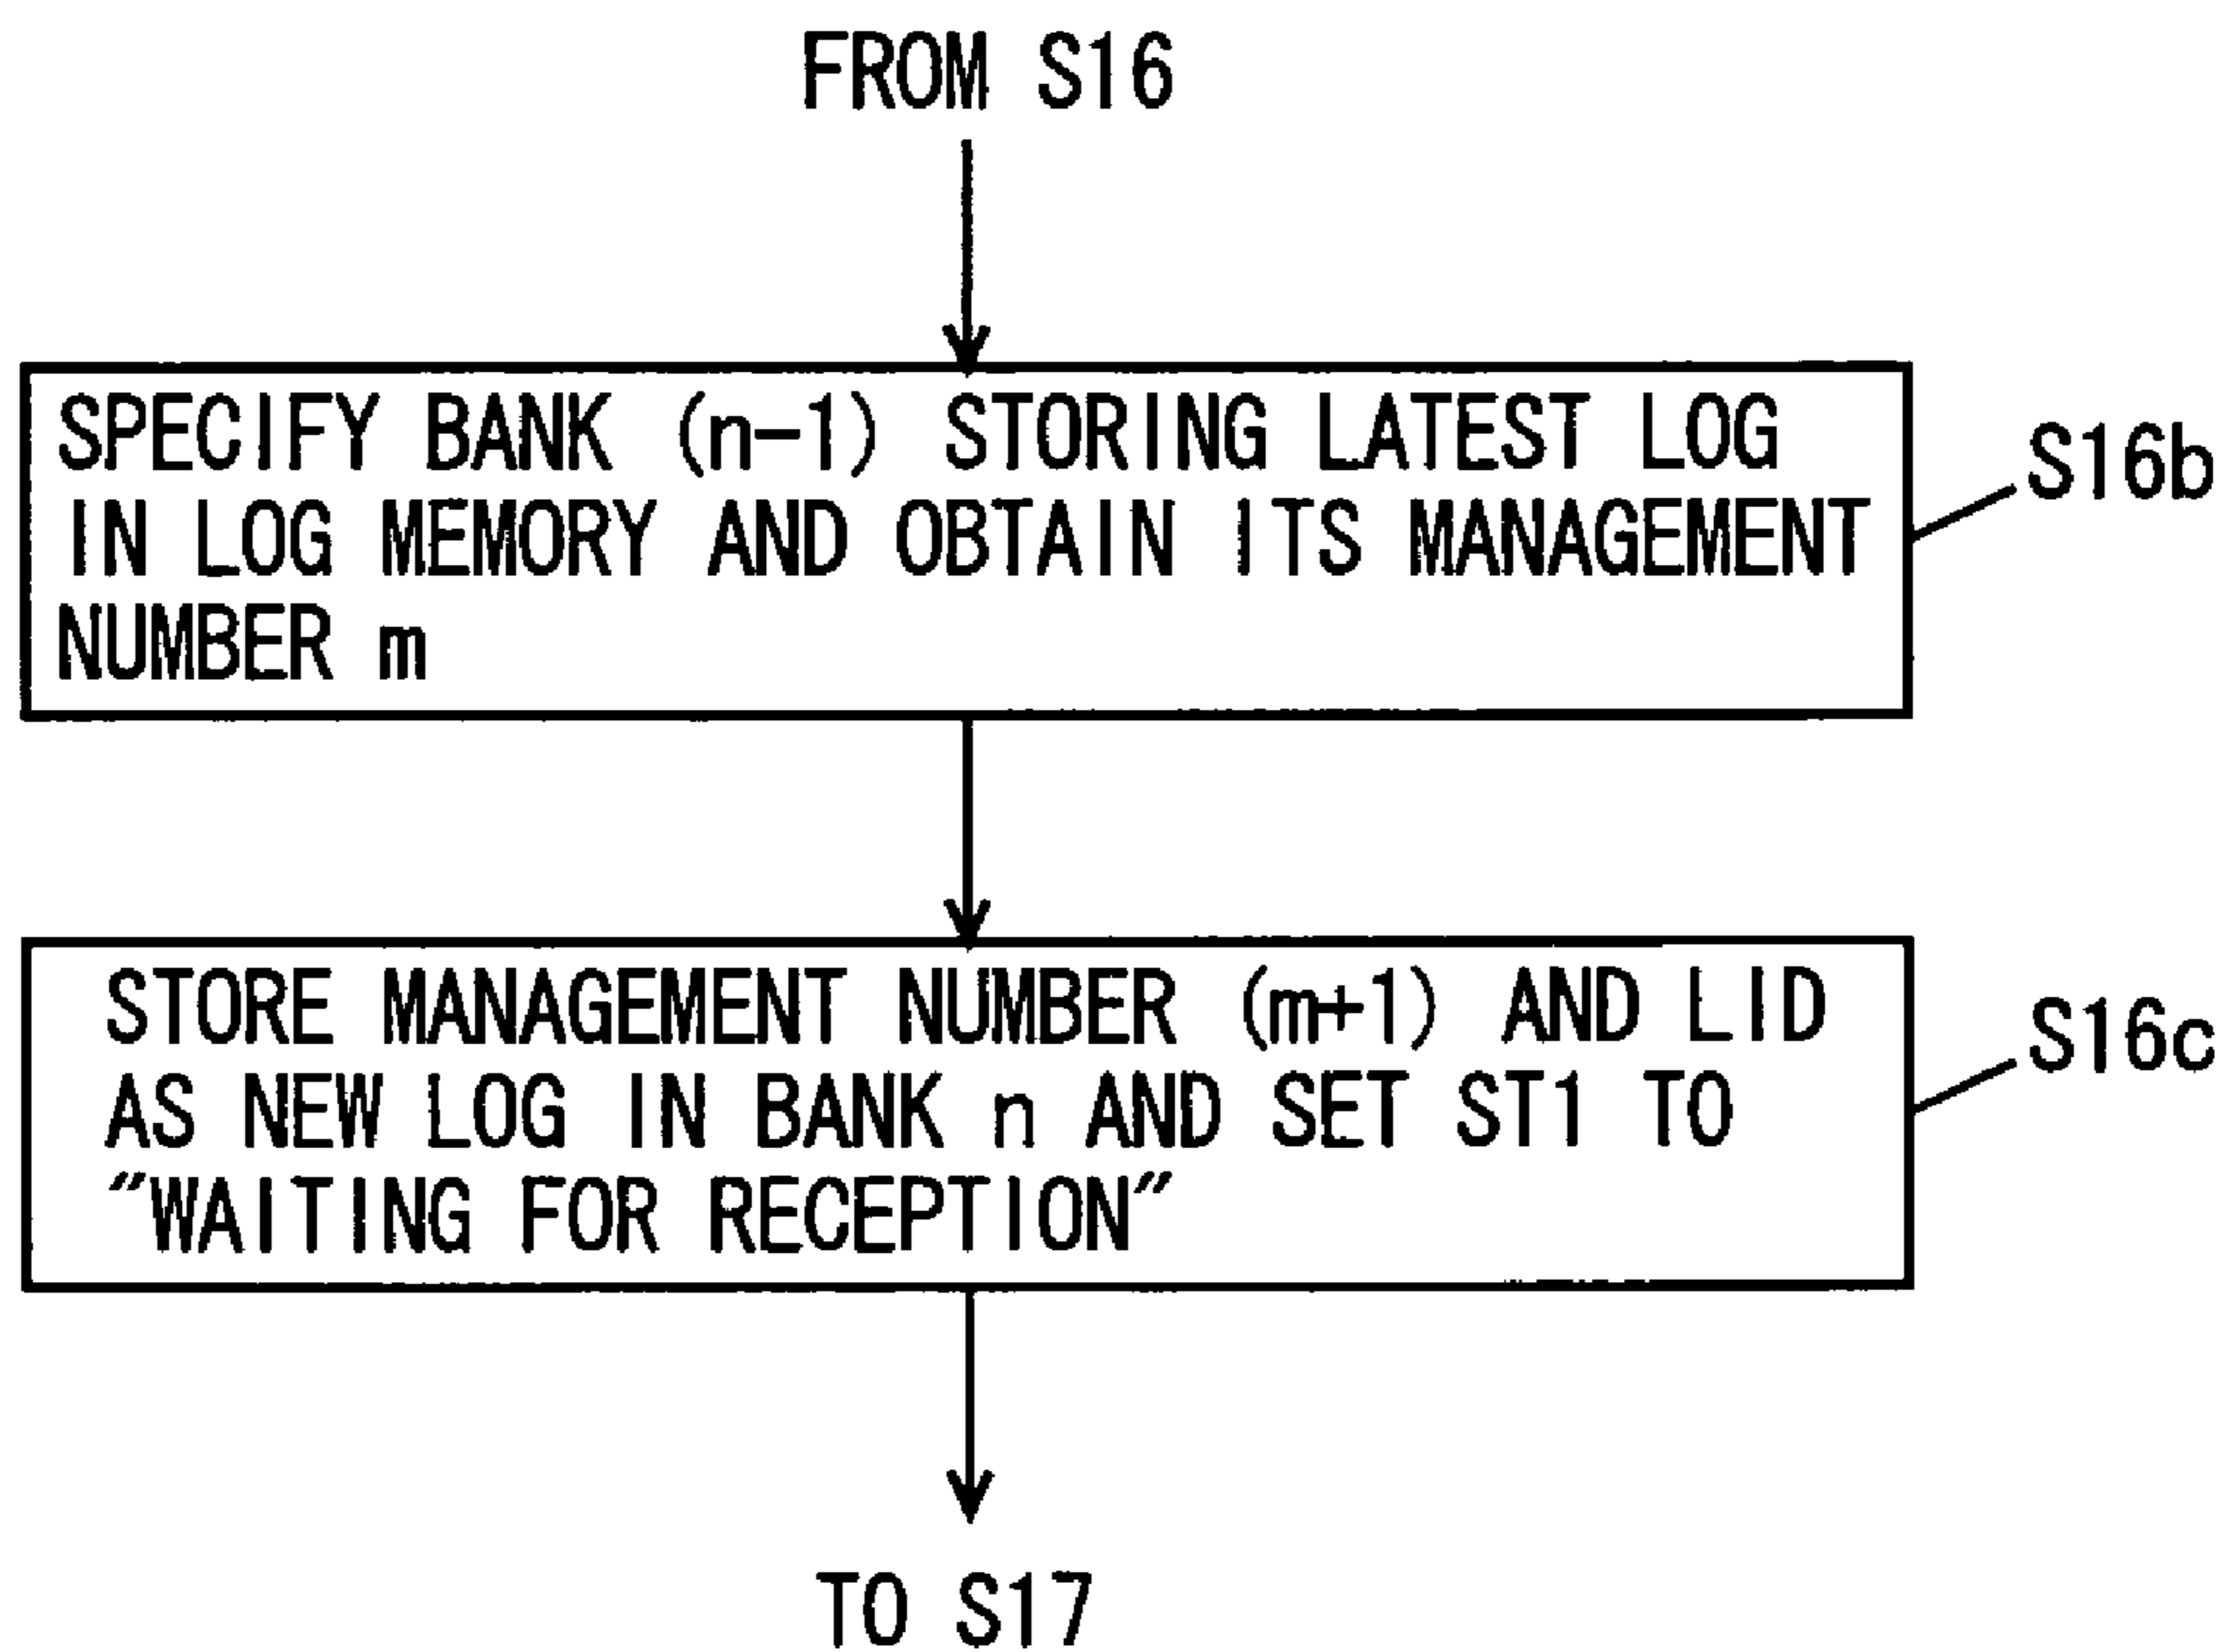 FROM S16
SPECIFY BANK (n-1) STORING LATEST LOG
IN LOG MEMORY AND OBTAIN ITS MANAGEMENT
NUMBER m
S16b
STORE MANAGEMENT NUMBER (m+1) AND LID
AS NEW LOG IN BANK n AND SET ST1 TO
"WAITING FOR RECEPTION"
S16c
TO S17